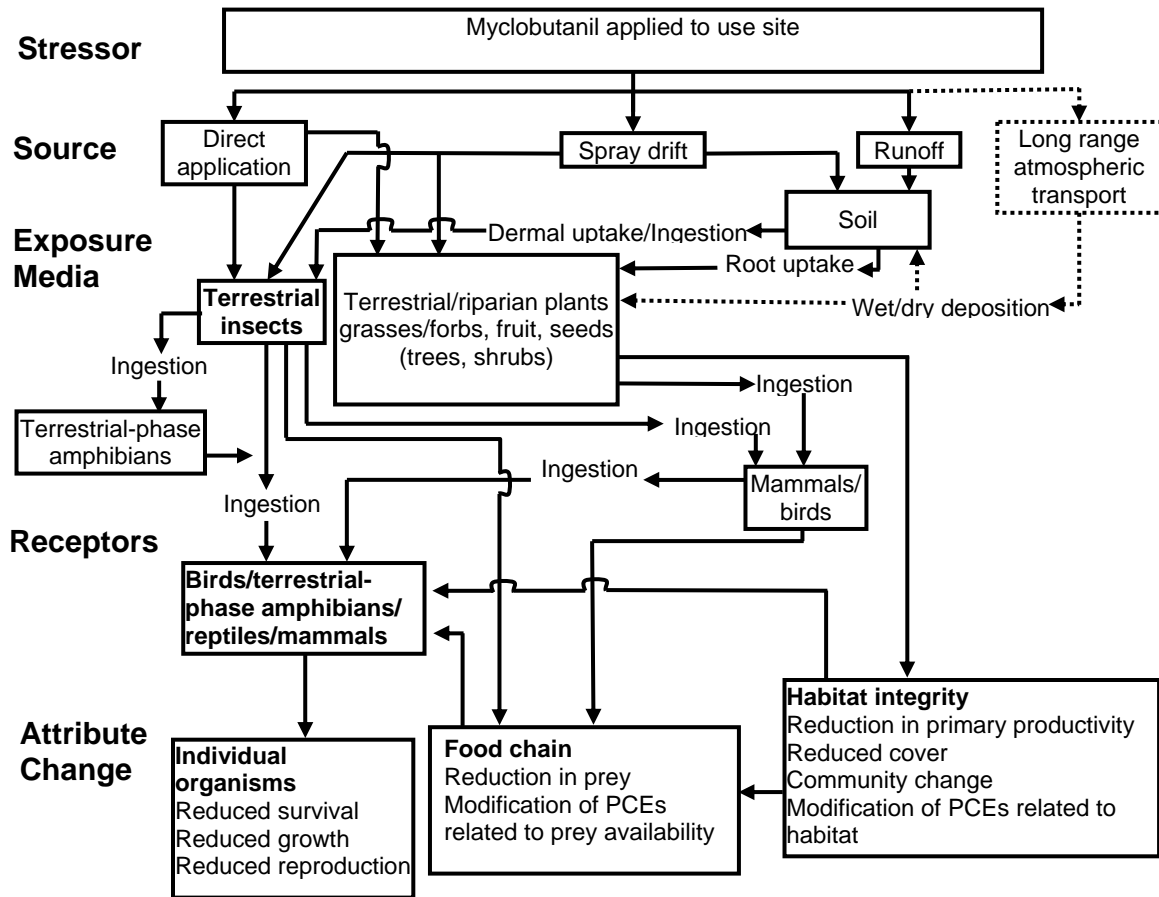 Stressor
Myclobutanil applied to use site
Source
Direct
application
Spray drift
Runoff
Long range
atmospheric
transport
Exposure
Media
Soil
Dermal uptake/Ingestion
Root uptake
Wet/dry deposition
Terrestrial
insects
Terrestrial/riparian plants
grasses/forbs, fruit, seeds
(trees, shrubs)
Ingestion
Ingestion
Ingestion
Terrestrial-phase
amphibians
Ingestion
Ingestion
Mammals/
birds
Receptors
Birds/terrestrial-
phase amphibians/
reptiles/mammals
Attribute
Change
Individual
organisms
Reduced survival
Reduced growth
Reduced reproduction
Food chain
Reduction in prey
Modification of PCEs
related to prey availability
Habitat integrity
Reduction in primary productivity
Reduced cover
Community change
Modification of PCEs related to
habitat